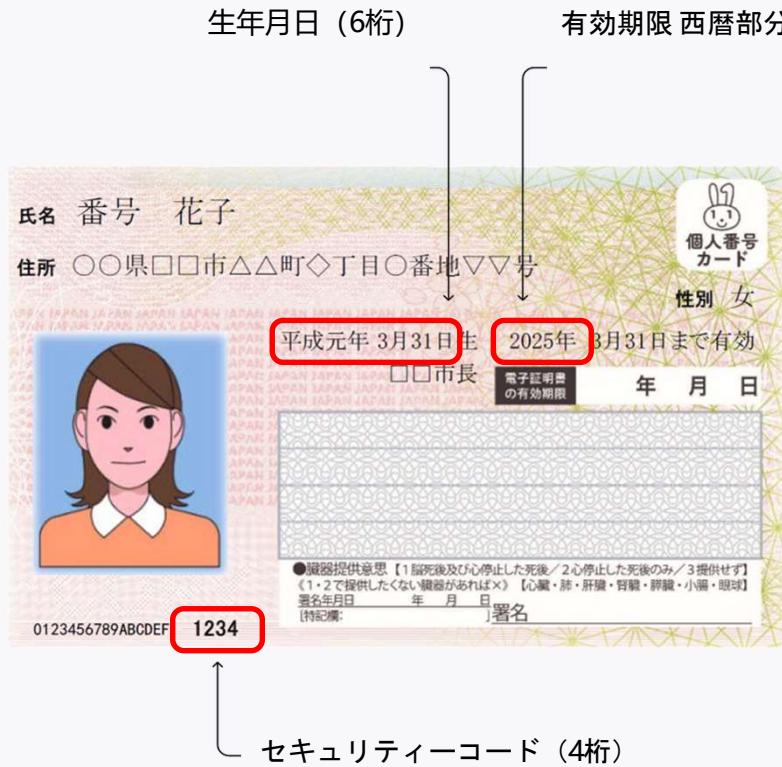 生年月日（6桁）
有効期限 西暦部分
氏名 番号 花子
個人番号
カード
住所 ○○県□□市△△町◇丁目○番地▽▽号
性別 女
平成元年 3月31日生 2025年 3月31日まで有効
□□市長
電子証明書
の有効期限
年 月 日
●臓器提供意思【1脳死後及び心停止した死後／2心停止した死後のみ／3提供せず】
《1・2で提供したくない臓器があれば×》【心臓・肺・肝臓・腎臓・膵臓・小腸・眼球】
署名年月日 年 月 日
[特記欄: ]署名
0123456789ABCDEF 1234
セキュリティーコード（4桁）